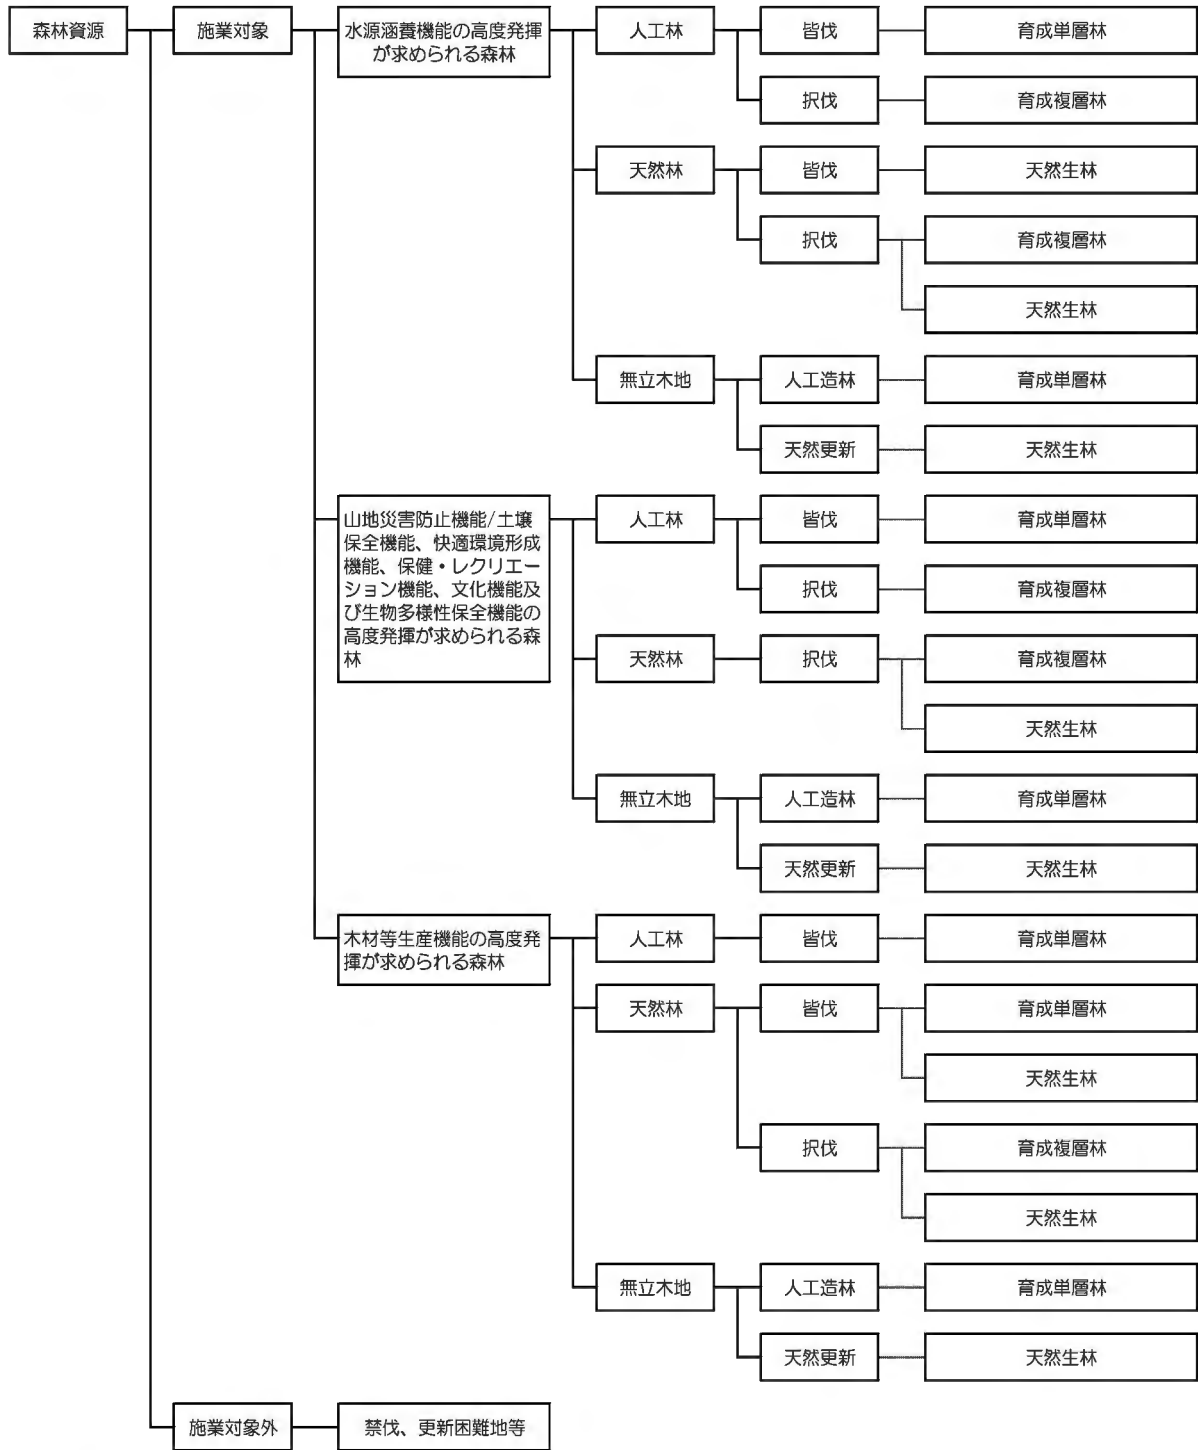 森林資源
施業対象
水源涵養機能の高度発揮
が求められる森林
人工林
皆伐
育成単層林
択伐
育成複層林
天然林
皆伐
天然生林
択伐
育成複層林
天然生林
無立木地
人工造林
育成単層林
天然更新
天然生林
山地災害防止機能/土壌
保全機能、快適環境形成
機能、保健・レクリエー
ション機能、文化機能及
び生物多様性保全機能の
高度発揮が求められる森
林
人工林
皆伐
育成単層林
択伐
育成複層林
天然林
択伐
育成複層林
天然生林
無立木地
人工造林
育成単層林
天然更新
天然生林
木材等生産機能の高度発
揮が求められる森林
人工林
皆伐
育成単層林
天然林
皆伐
育成単層林
天然生林
択伐
育成複層林
天然生林
無立木地
人工造林
育成単層林
天然更新
天然生林
施業対象外
禁伐、更新困難地等